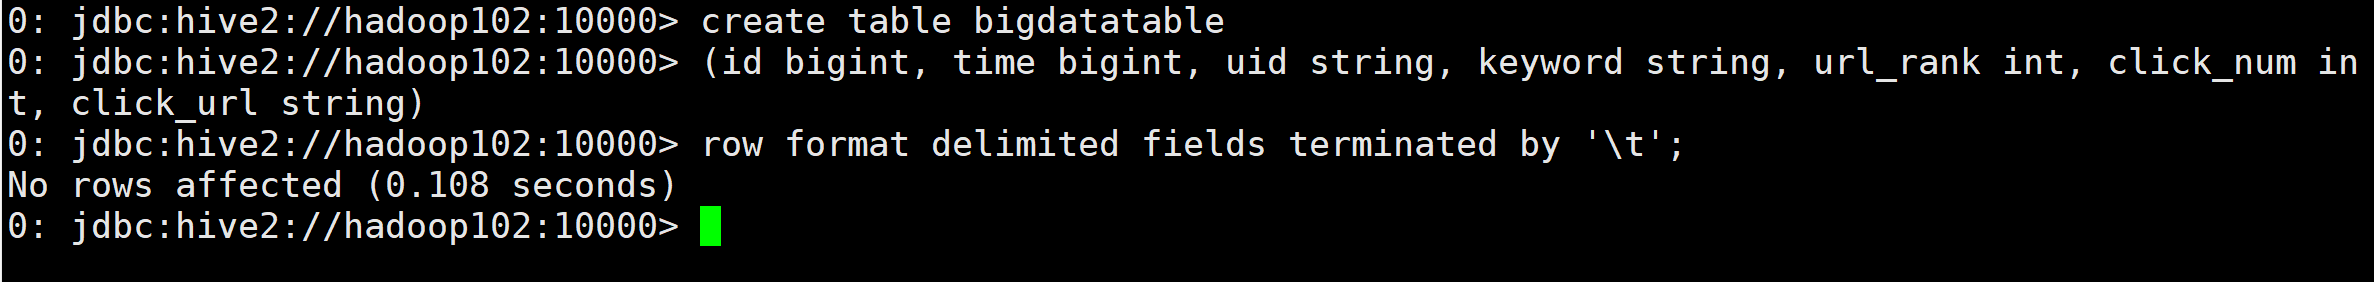 0: jdbc:hive2://hadoop102:10000> create table bigdatatable
0: jdbc:hive2://hadoop102:10000> (id bigint, time bigint, uid string, keyword string, url_rank int, click_num in
t, click_url string)
0: jdbc:hive2://hadoop102:10000> row format delimited fields terminated by '\t';
No rows affected (0.108 seconds)
0: jdbc:hive2://hadoop102:10000>